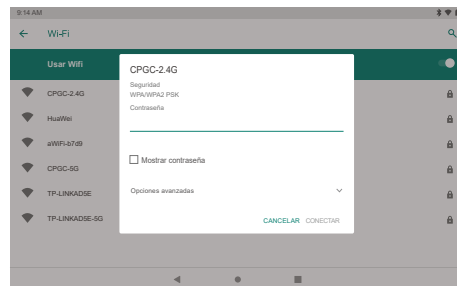 9:14 AM
Wi-Fi
Usar Wifi
CPGC-2.4G
HuaWei
aWiFi-b7d9
CPGC-5G
TP-LINKAD5E
TP-LINKAD5E-5G
CPGC-2.4G
Seguridad
WPA/WPA2 PSK
Contraseña
Mostrar contraseña
Opciones avanzadas
CANCELAR CONECTAR